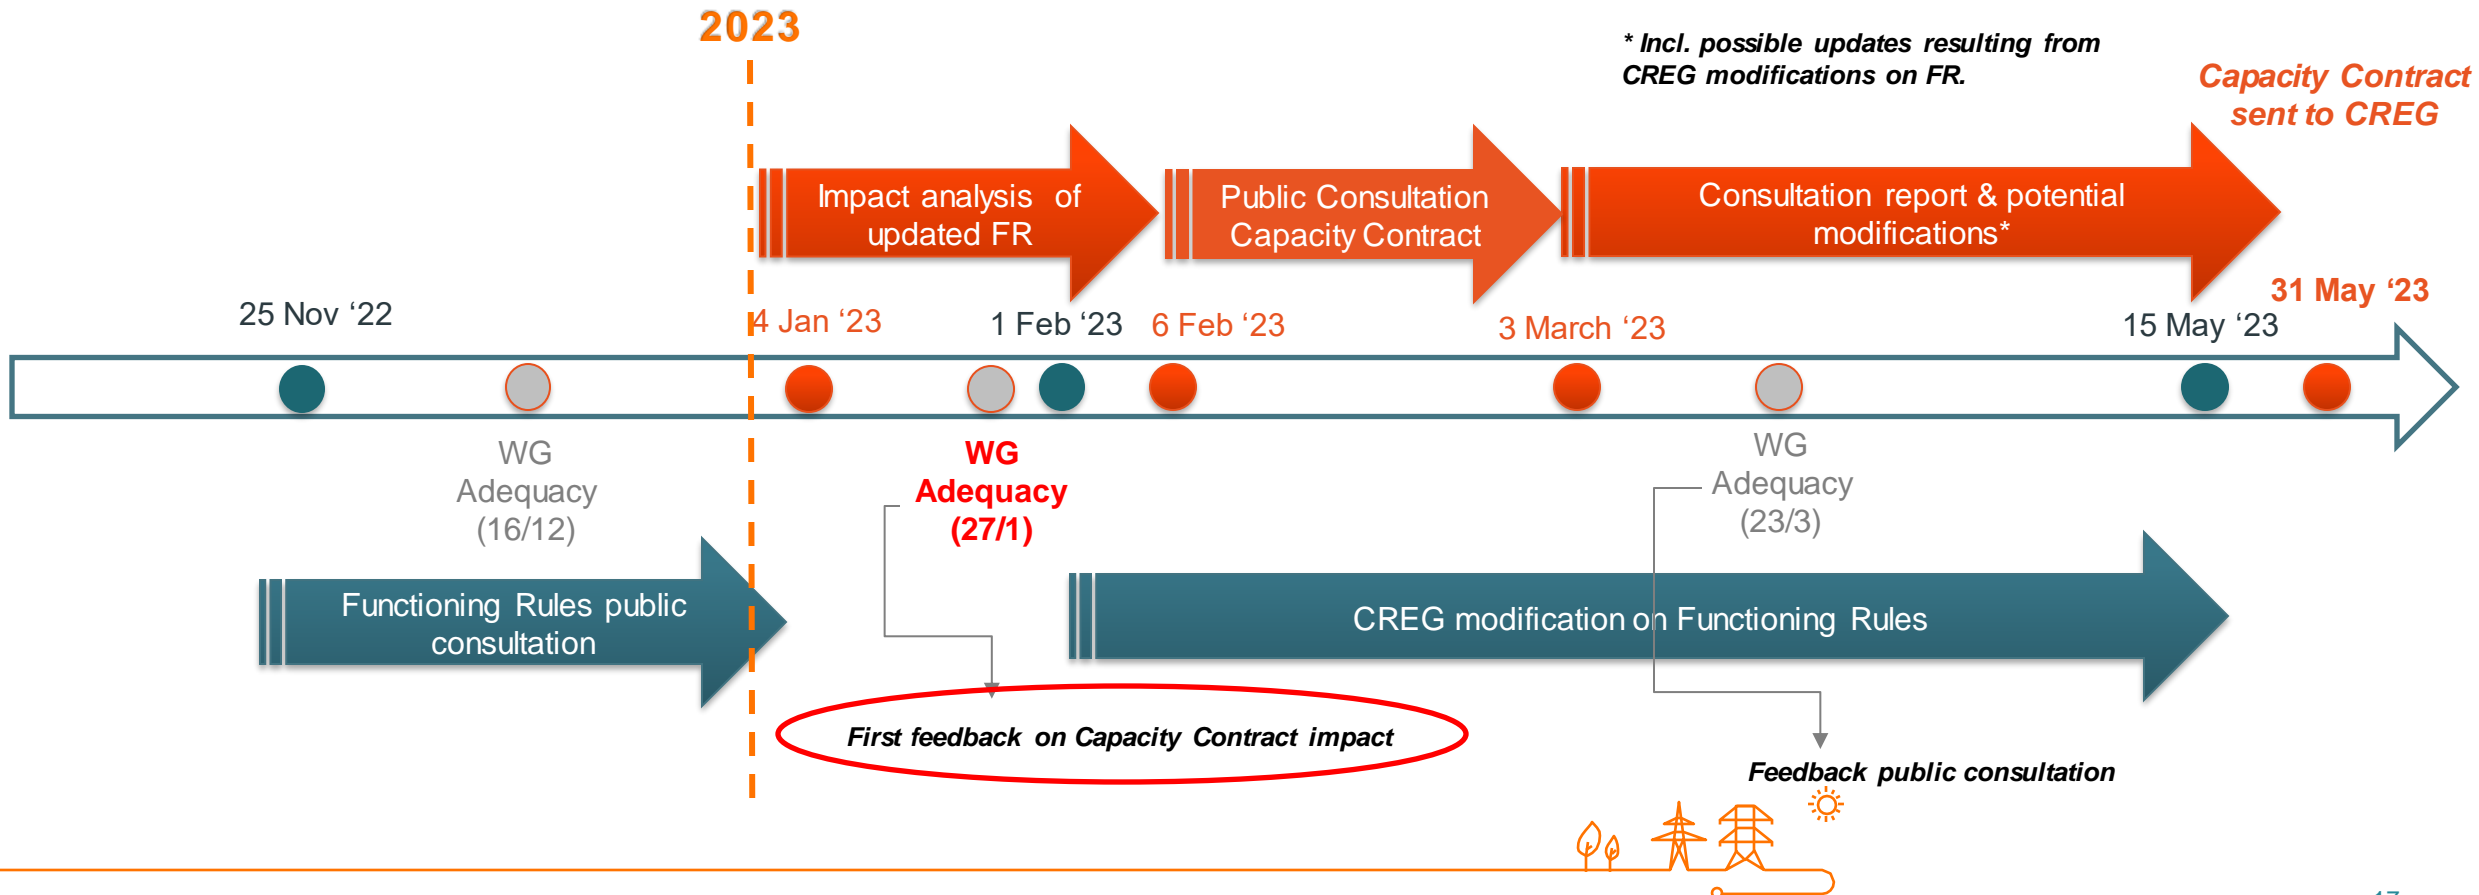 2023
* Incl. possible updates resulting from
CREG modifications on FR.
Capacity Contract
sent to CREG
Impact analysis of
updated FR
Public Consultation
Capacity Contract
Consultation report & potential
modifications*
25 Nov ‘22
4 Jan ‘23
1 Feb ‘23
6 Feb ‘23
3 March ‘23
15 May ‘23
31 May ‘23
WG
Adequacy
(16/12)
WG
Adequacy
(27/1)
WG
Adequacy
(23/3)
Functioning Rules public
consultation
CREG modification on Functioning Rules
First feedback on Capacity Contract impact
Feedback public consultation